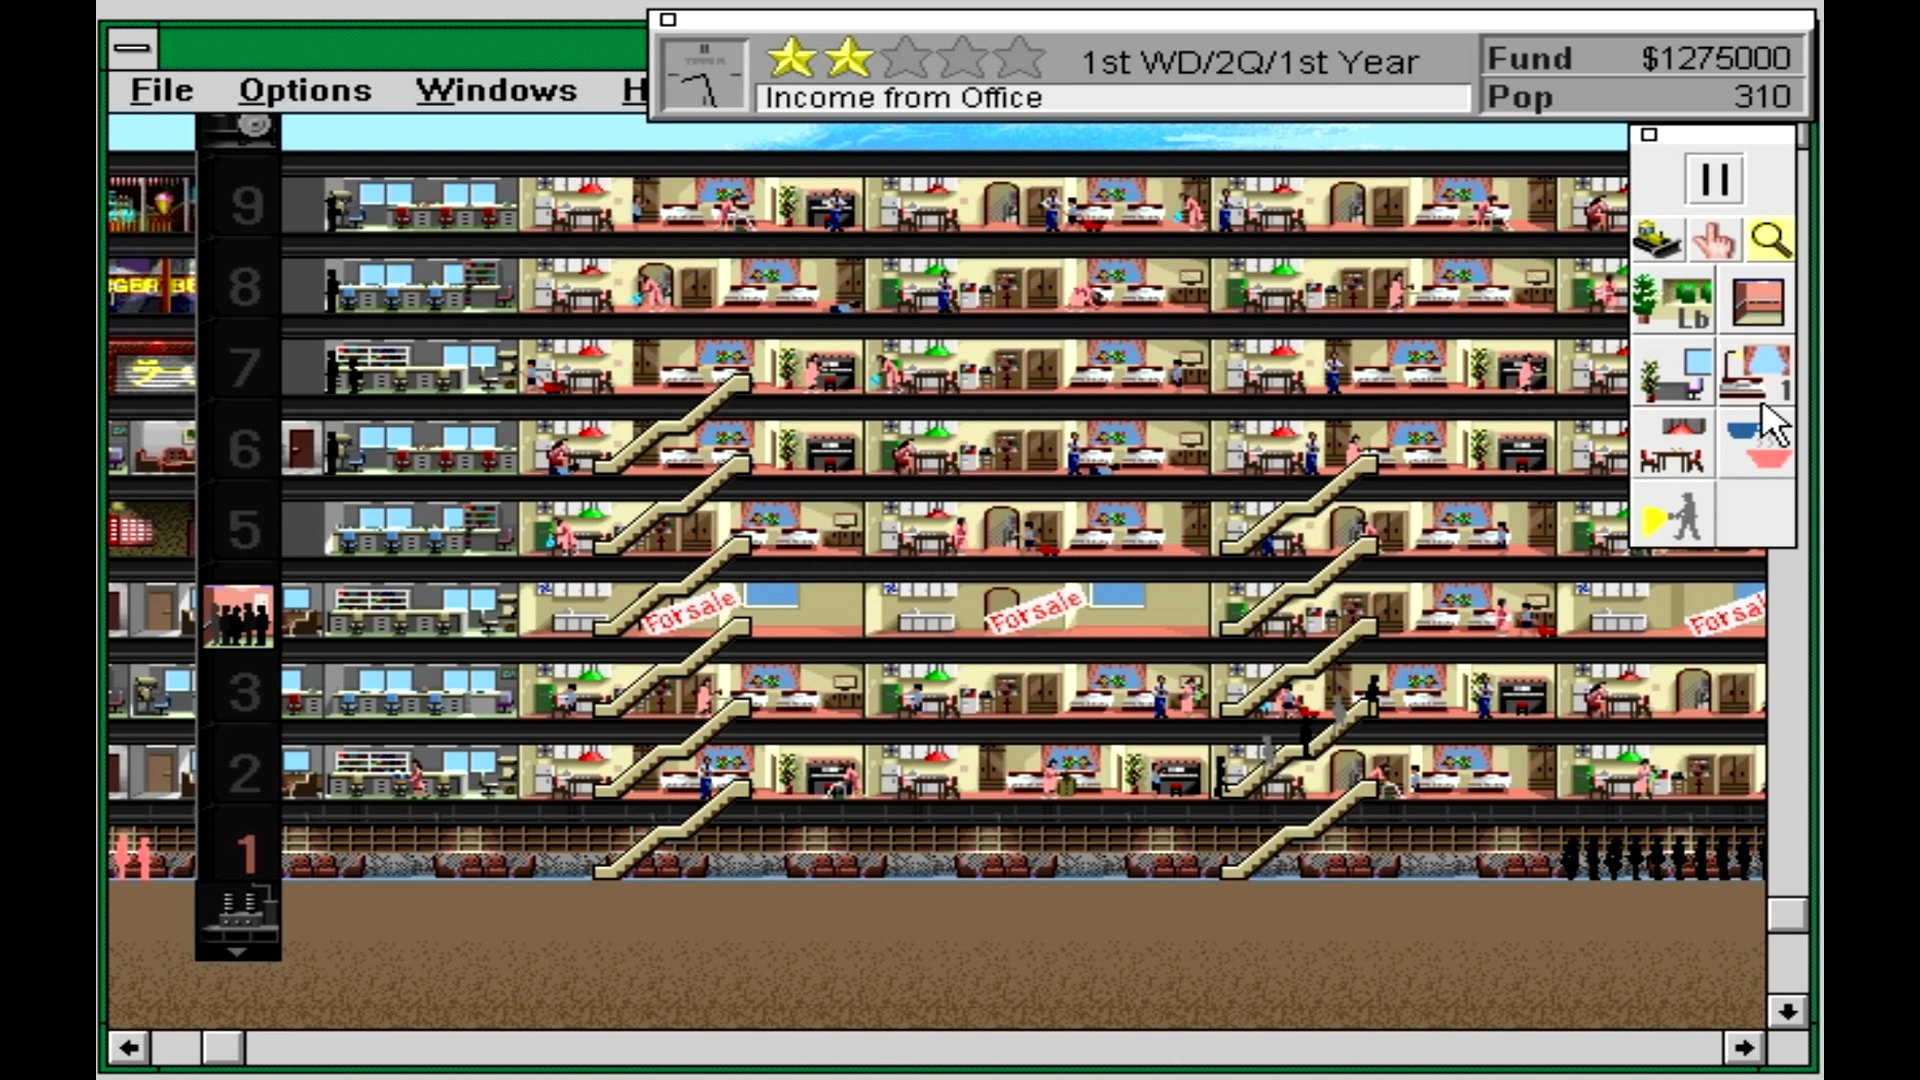 1st WD/2Q/1st Year
Fund $1275000
Income from Office
Pop 310
File Options Windows H
9
8
7
6
5
3
2
1
Lb
1
For sale
For sale
For sal